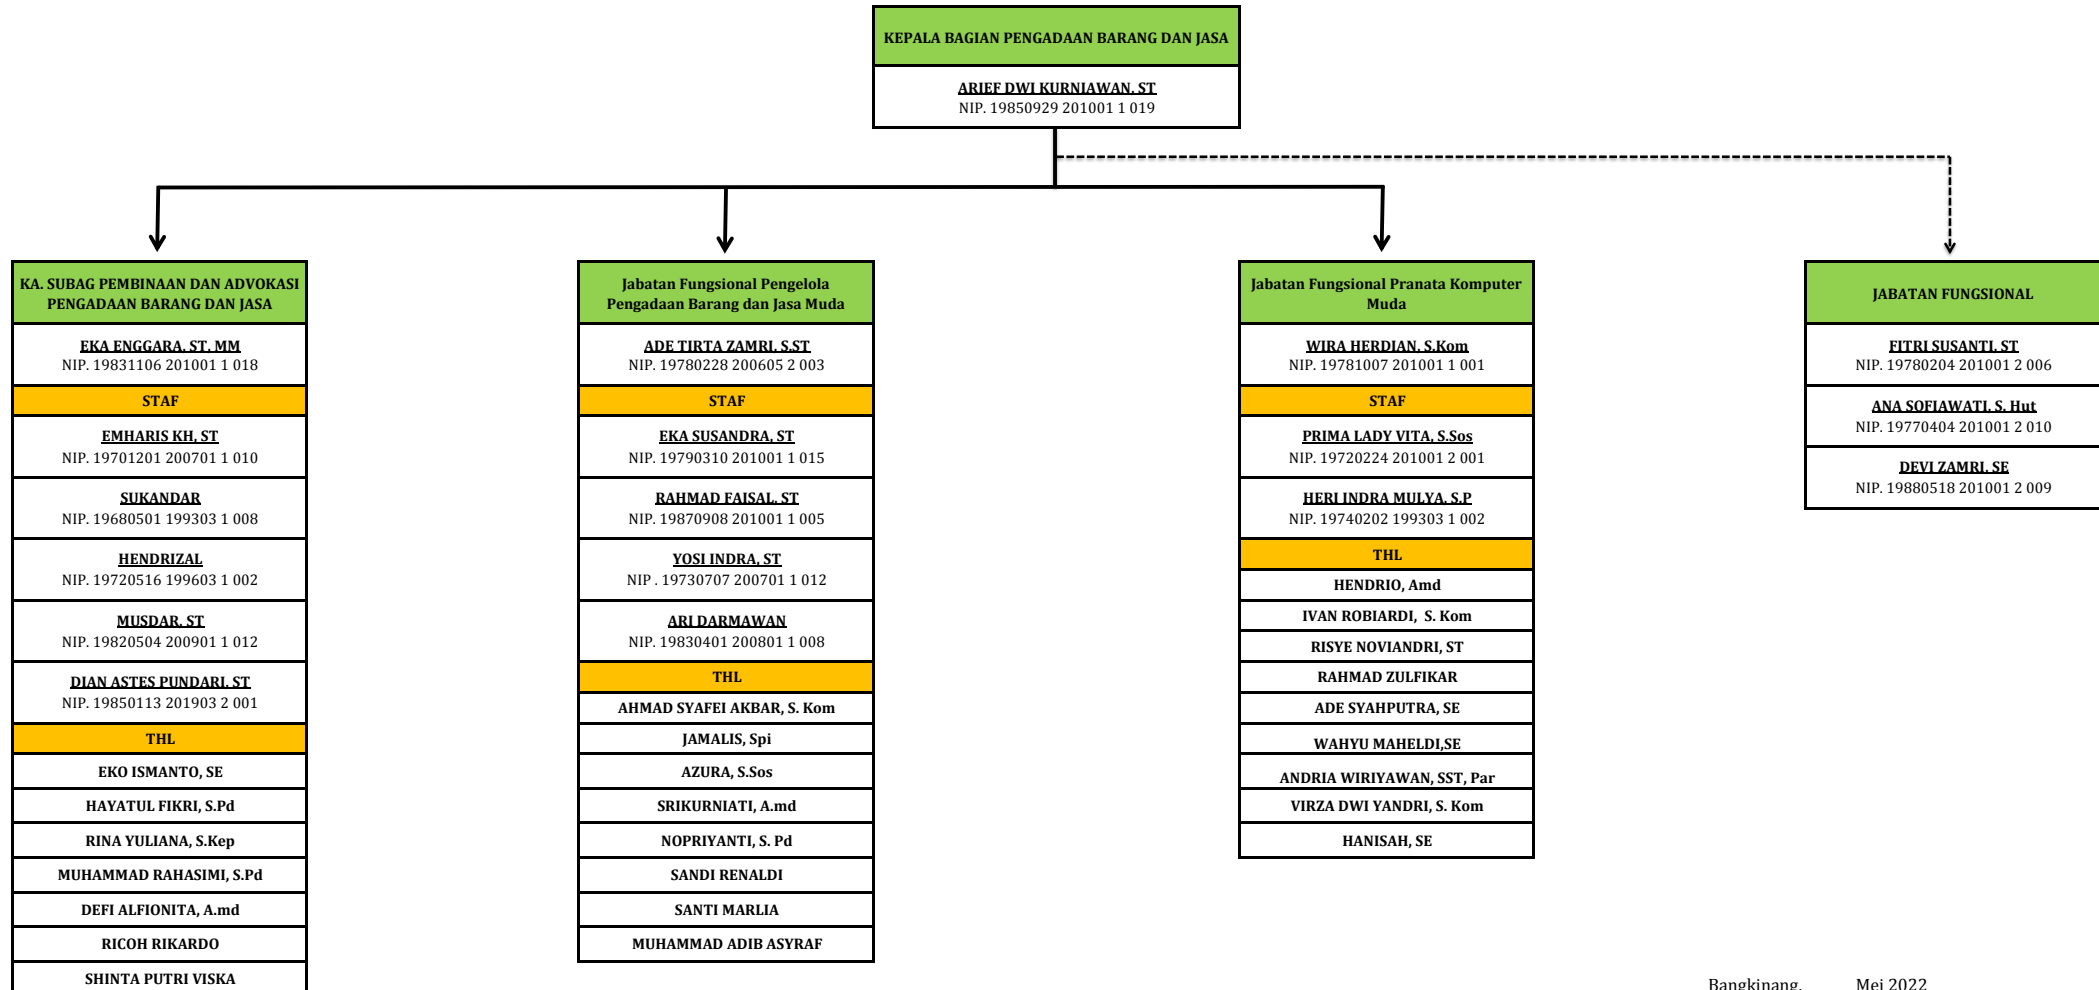 KEPALA BAGIAN PENGADAAN BARANG DAN JASA
ARIEF DWI KURNIAWAN, ST
NIP. 19850929 201001 1 019
KA. SUBAG PEMBINAAN DAN ADVOKASI
PENGADAAN BARANG DAN JASA
EKA ENGGARA, ST, MM
NIP. 19831106 201001 1 018
STAF
EMHARIS KH, ST
NIP. 19701201 200701 1 010
SUKANDAR
NIP. 19680501 199303 1 008
HENDRIZAL
NIP. 19720516 199603 1 002
MUSDAR, ST
NIP. 19820504 200901 1 012
DIAN ASTES PUNDARI, ST
NIP. 19850113 201903 2 001
THL
EKO ISMANTO, SE
HAYATUL FIKRI, S.Pd
RINA YULIANA, S.Kep
MUHAMMAD RAHASIMI, S.Pd
DEFI ALFIONITA, A.md
RICOH RIKARDO
SHINTA PUTRI VISKA
Jabatan Fungsional Pengelola
Pengadaan Barang dan Jasa Muda
ADE TIRTA ZAMRI, S.ST
NIP. 19780228 200605 2 003
STAF
EKA SUSANDRA, ST
NIP. 19790310 201001 1 015
RAHMAD FAISAL, ST
NIP. 19870908 201001 1 005
YOSI INDRA, ST
NIP . 19730707 200701 1 012
ARI DARMAWAN
NIP. 19830401 200801 1 008
THL
AHMAD SYAFEI AKBAR, S. Kom
JAMALIS, Spi
AZURA, S.Sos
SRIKURNIATI, A.md
NOPRIYANTI, S. Pd
SANDI RENALDI
SANTI MARLIA
MUHAMMAD ADIB ASYRAF
Jabatan Fungsional Pranata Komputer
Muda
WIRA HERDIAN, S.Kom
NIP. 19781007 201001 1 001
STAF
PRIMA LADY VITA, S.Sos
NIP. 19720224 201001 2 001
HERI INDRA MULYA, S.P
NIP. 19740202 199303 1 002
THL
HENDRIO, Amd
IVAN ROBIARDI,  S. Kom
RISYE NOVIANDRI, ST
RAHMAD ZULFIKAR
ADE SYAHPUTRA, SE
WAHYU MAHELDI,SE
ANDRIA WIRIYAWAN, SST, Par
VIRZA DWI YANDRI, S. Kom
HANISAH, SE
JABATAN FUNGSIONAL
FITRI SUSANTI, ST
NIP. 19780204 201001 2 006
ANA SOFIAWATI, S. Hut
NIP. 19770404 201001 2 010
DEVI ZAMRI, SE
NIP. 19880518 201001 2 009
Bangkinang, Mei 2022